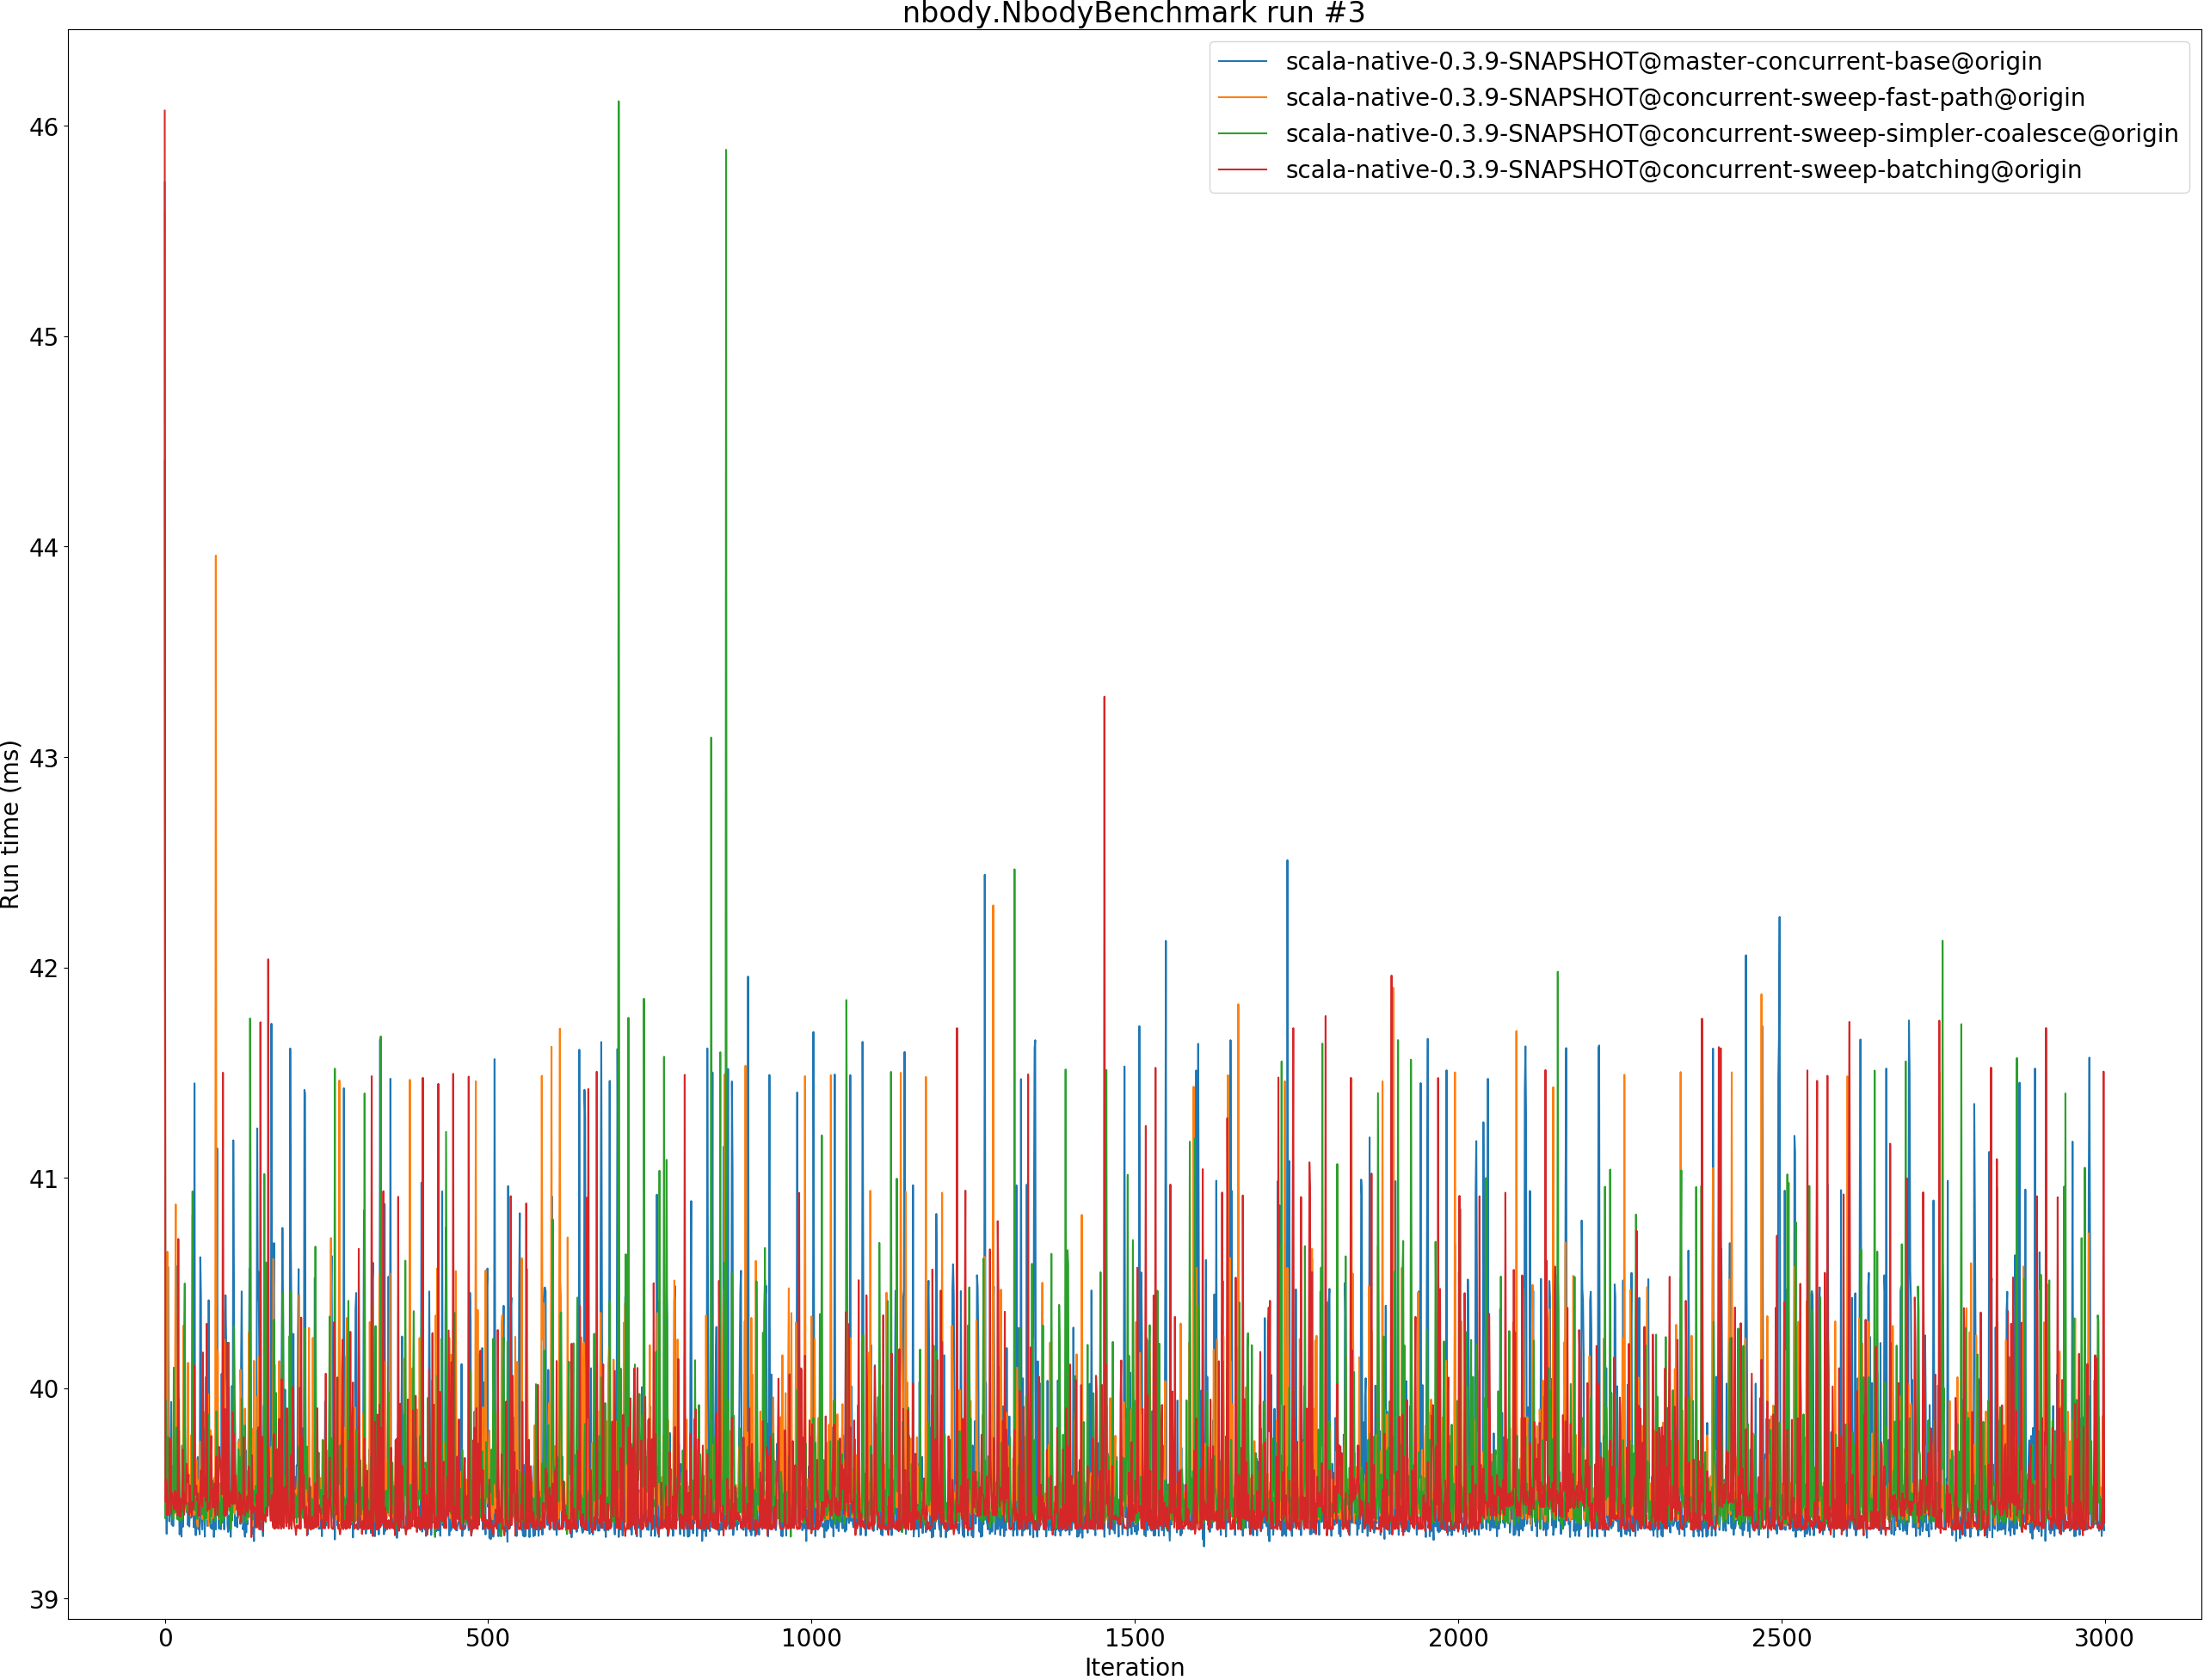 nbody.NbodyBenchmark run #3
scala-native-0.3.9-SNAPSHOT@master-concurrent-base@origin
scala-native-0.3.9-SNAPSHOT@concurrent-sweep-fast-path@origin
scala-native-0.3.9-SNAPSHOT@concurrent-sweep-simpler-coalesce@origin
scala-native-0.3.9-SNAPSHOT@concurrent-sweep-batching@origin
Run time (ms)
46
45
44
43
42
41
40
39
0 500 1000 1500 2000 2500 3000
Iteration